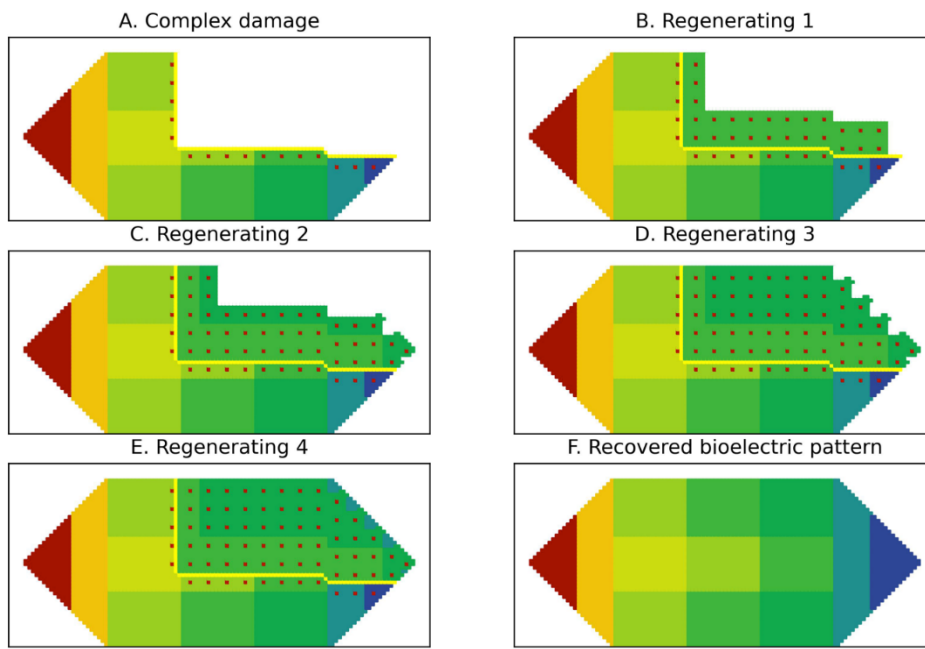 A. Complex damage
B. Regenerating 1
C. Regenerating 2
D. Regenerating 3
E. Regenerating 4
F. Recovered bioelectric pattern